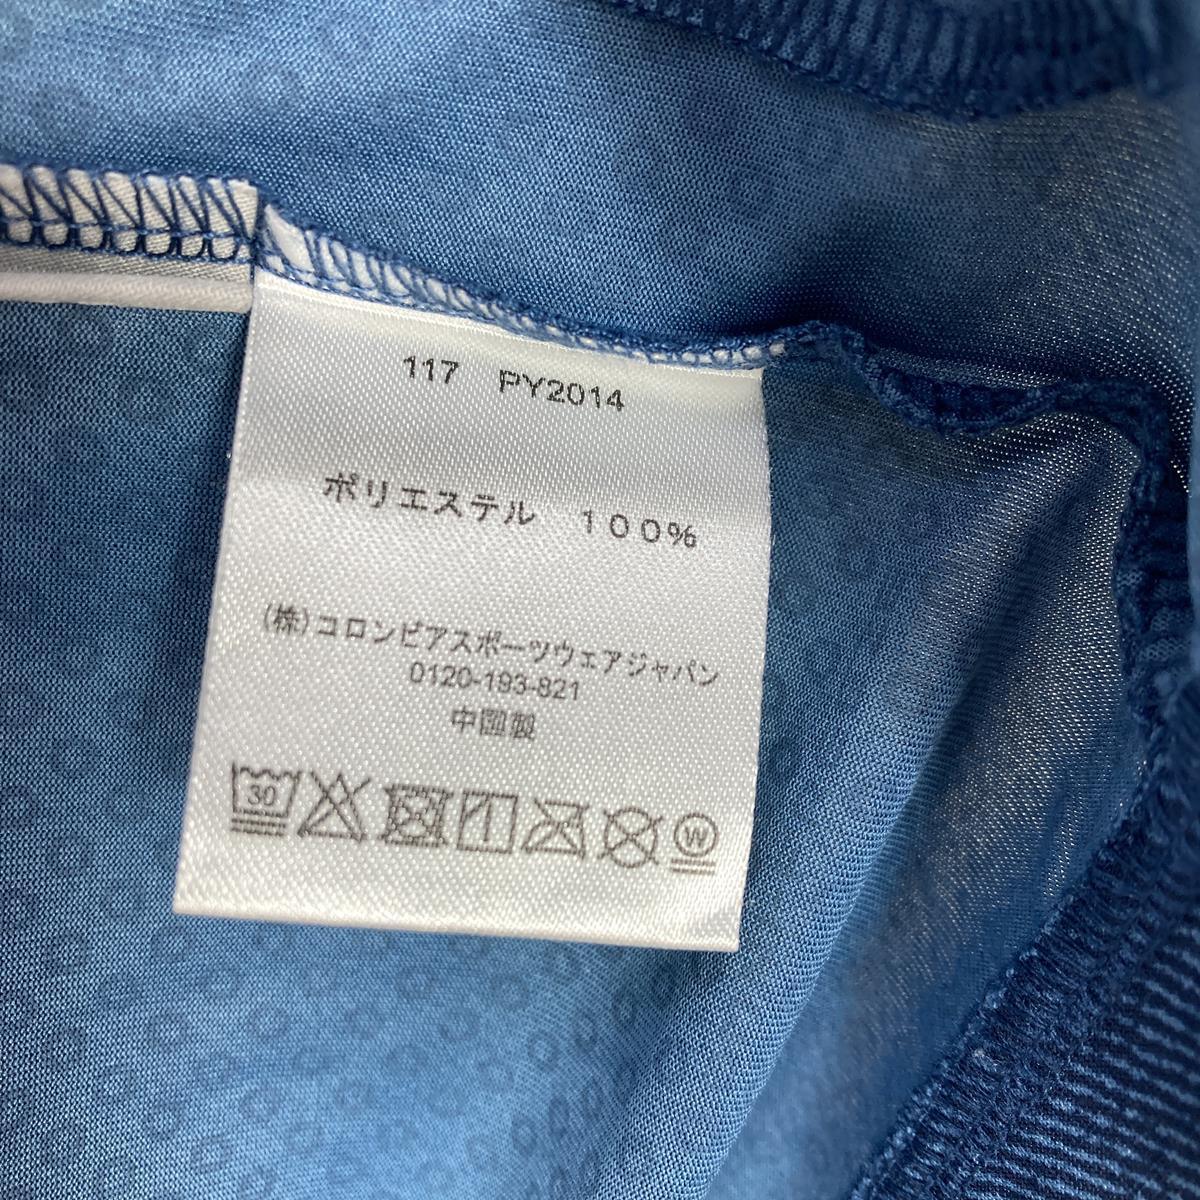 117 PY2014
ポリエステル 100%
(株)コロンビアスポーツウェアジャパン
0120-193-821
中國製
30
W